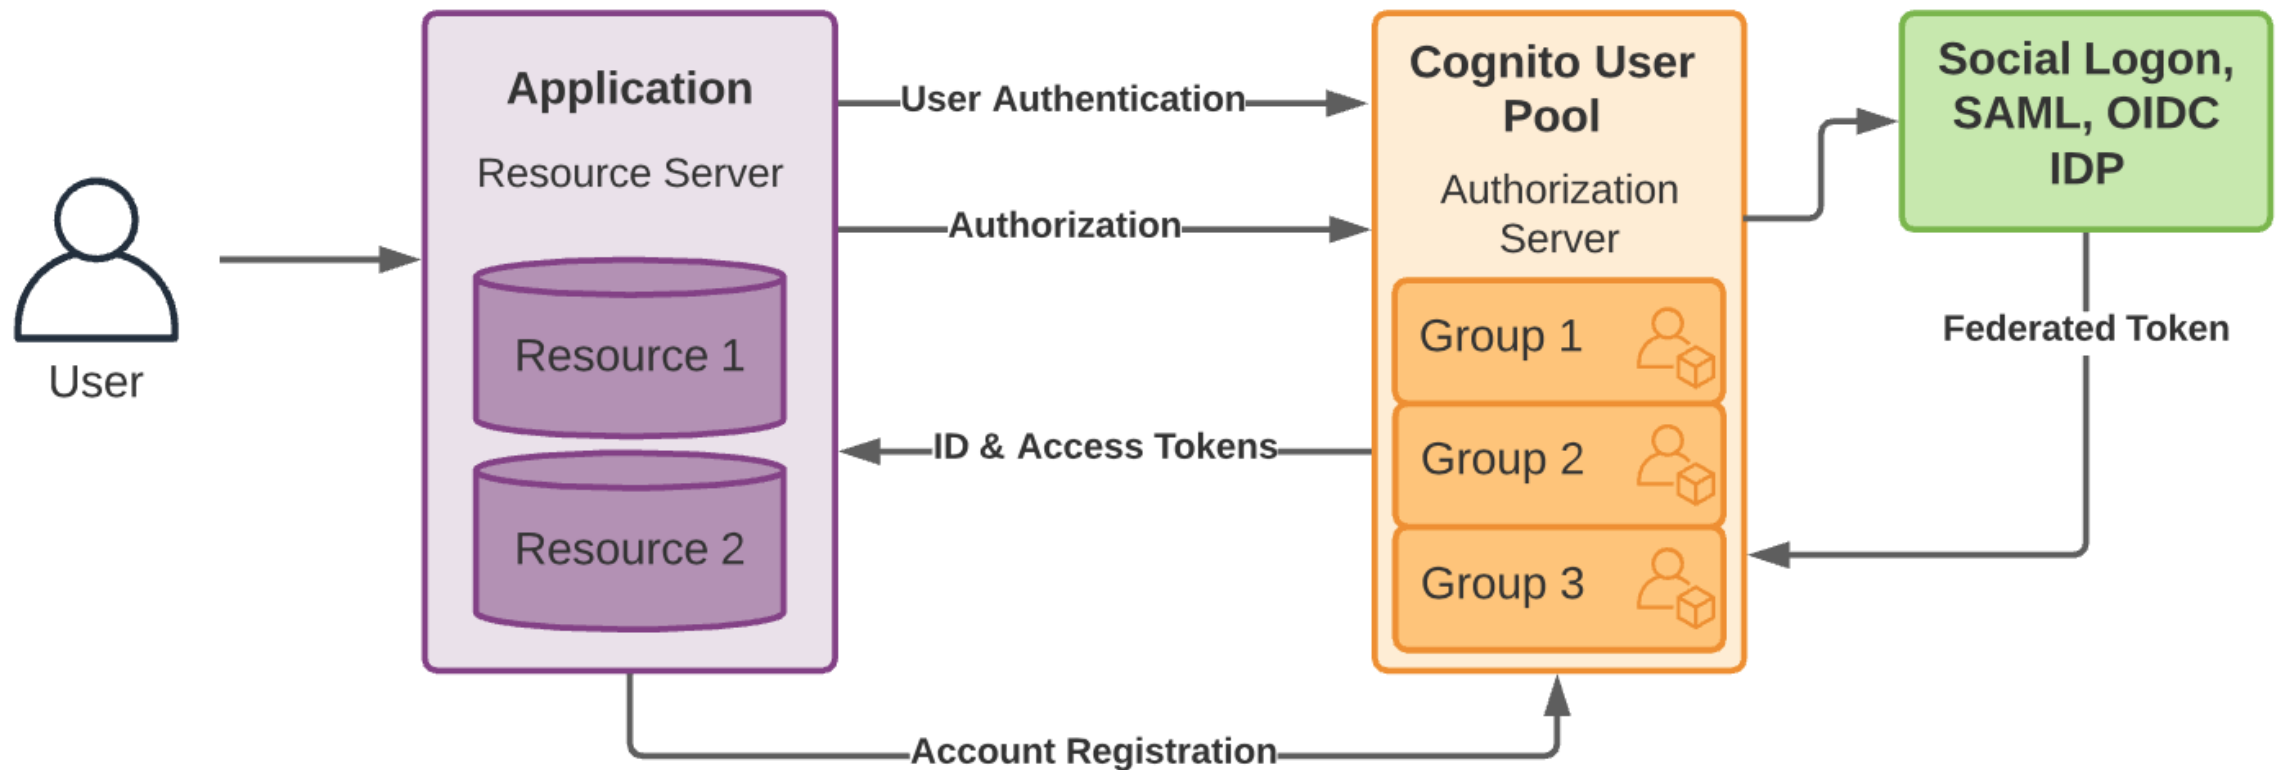 User
Application
Resource Server
Resource 1
Resource 2
User Authentication
Authorization
ID & Access Tokens
Account Registration
Cognito User
Pool
Authorization
Server
Group 1
Group 2
Group 3
Social Logon,
SAML, OIDC
IDP
Federated Token